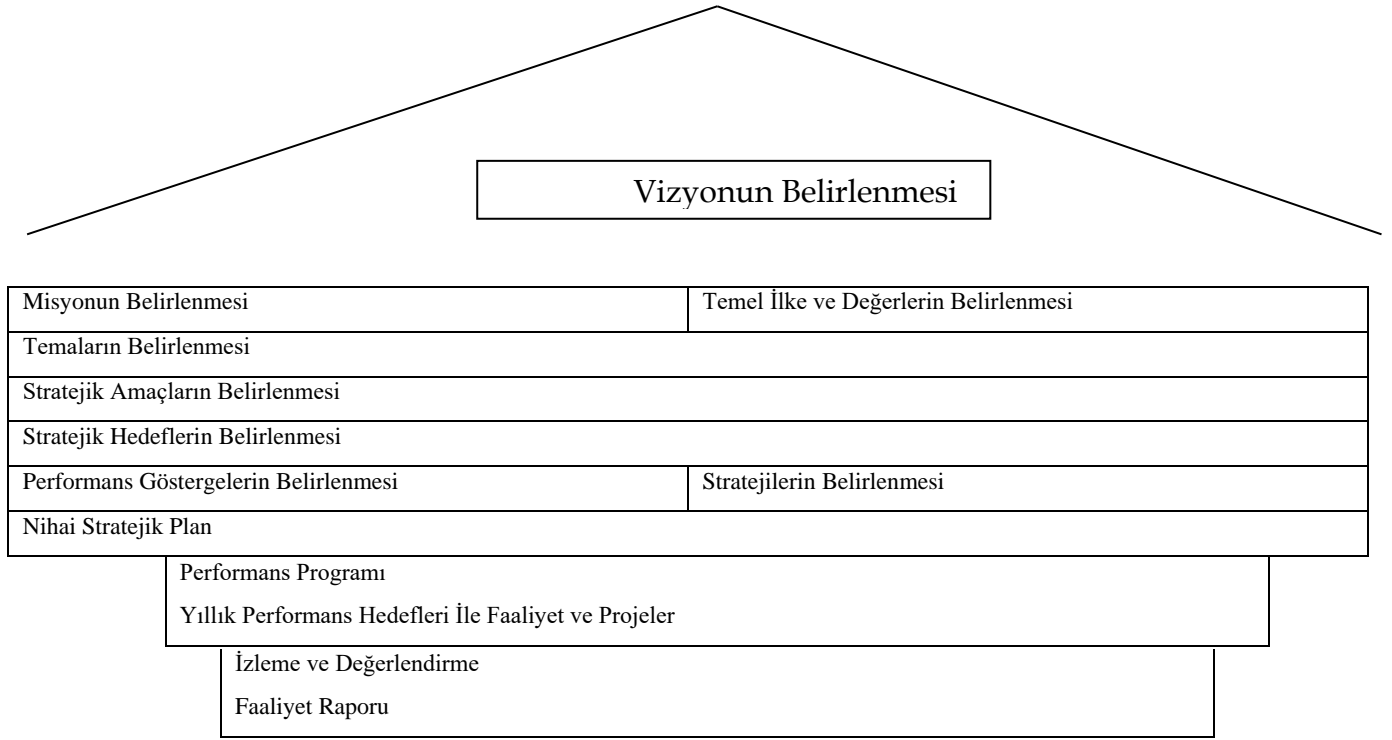 Vizyonun Belirlenmesi
Misyonun Belirlenmesi
Temel İlke ve Değerlerin Belirlenmesi
Temaların Belirlenmesi
Stratejik Amaçların Belirlenmesi
Stratejik Hedeflerin Belirlenmesi
Performans Göstergelerin Belirlenmesi
Stratejilerin Belirlenmesi
Nihai Stratejik Plan
Performans Programı
Yıllık Performans Hedefleri İle Faaliyet ve Projeler
İzleme ve Değerlendirme
Faaliyet Raporu